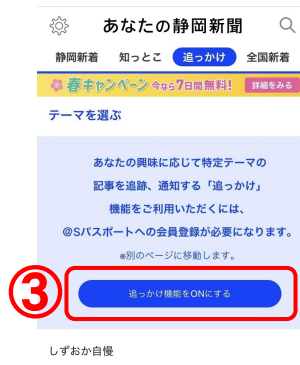 あなたの静岡新聞
静岡新着 知っとこ 追っかけ 全国新着
春キャンペーン 今なら7日間無料! 詳細をみる
テーマを選ぶ
あなたの興味に応じて特定テーマの
記事を追跡、通知する「追っかけ」
機能をご利用いただくには、
@Sパスポートへの会員登録が必要になります。
※別のページに移動します。
③
追っかけ機能をONにする
しずおか自慢